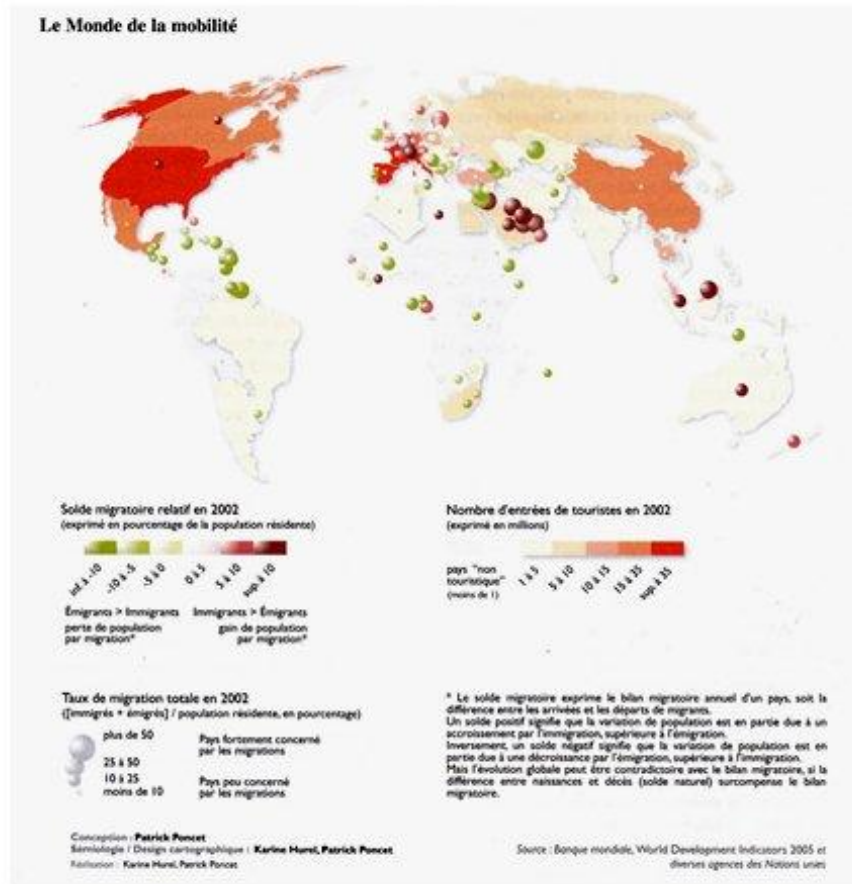 Le Monde de la mobilité
Solde migratoire relatif en 2002
(exprimé en pourcentage de la population résidente)
inf. à -10
-10 à -5
-5 à 0
0 à 5
5 à 10
sup. à 10
Émigrants > Immigrants
perte de population
par migration*
Immigrants > Émigrants
gain de population
par migration*
Nombre d'entrées de touristes en 2002
(exprimé en millions)
pays "non
touristique"
(moins de 1)
1 à 5
5 à 10
10 à 15
15 à 35
sup. à 35
Taux de migration totale en 2002
([immigrés + émigrés] / population résidente, en pourcentage)
plus de 50
25 à 50
10 à 25
moins de 10
Pays fortement concerné
par les migrations
Pays peu concerné
par les migrations
* Le solde migratoire exprime le bilan migratoire annuel d'un pays, soit la
différence entre les arrivées et les départs de migrants.
Un solde positif signifie que la variation de population est en partie due à un
accroissement par l'immigration, supérieure à l'émigration.
Inversement, un solde négatif signifie que la variation de population est en
partie due à une décroissance par l'émigration, supérieure à l'immigration.
Mais l'évolution globale peut être contradictoire avec le bilan migratoire, si la
différence entre naissances et décès (solde naturel) surcompense le bilan
migratoire.
Conception : Patrick Poncet
Sémiologie / Design cartographique : Karine Hurel, Patrick Poncet
Réalisation : Karine Hurel, Patrick Poncet
Source : Banque mondiale, World Development Indicators 2005 et
diverses agences des Nations unies